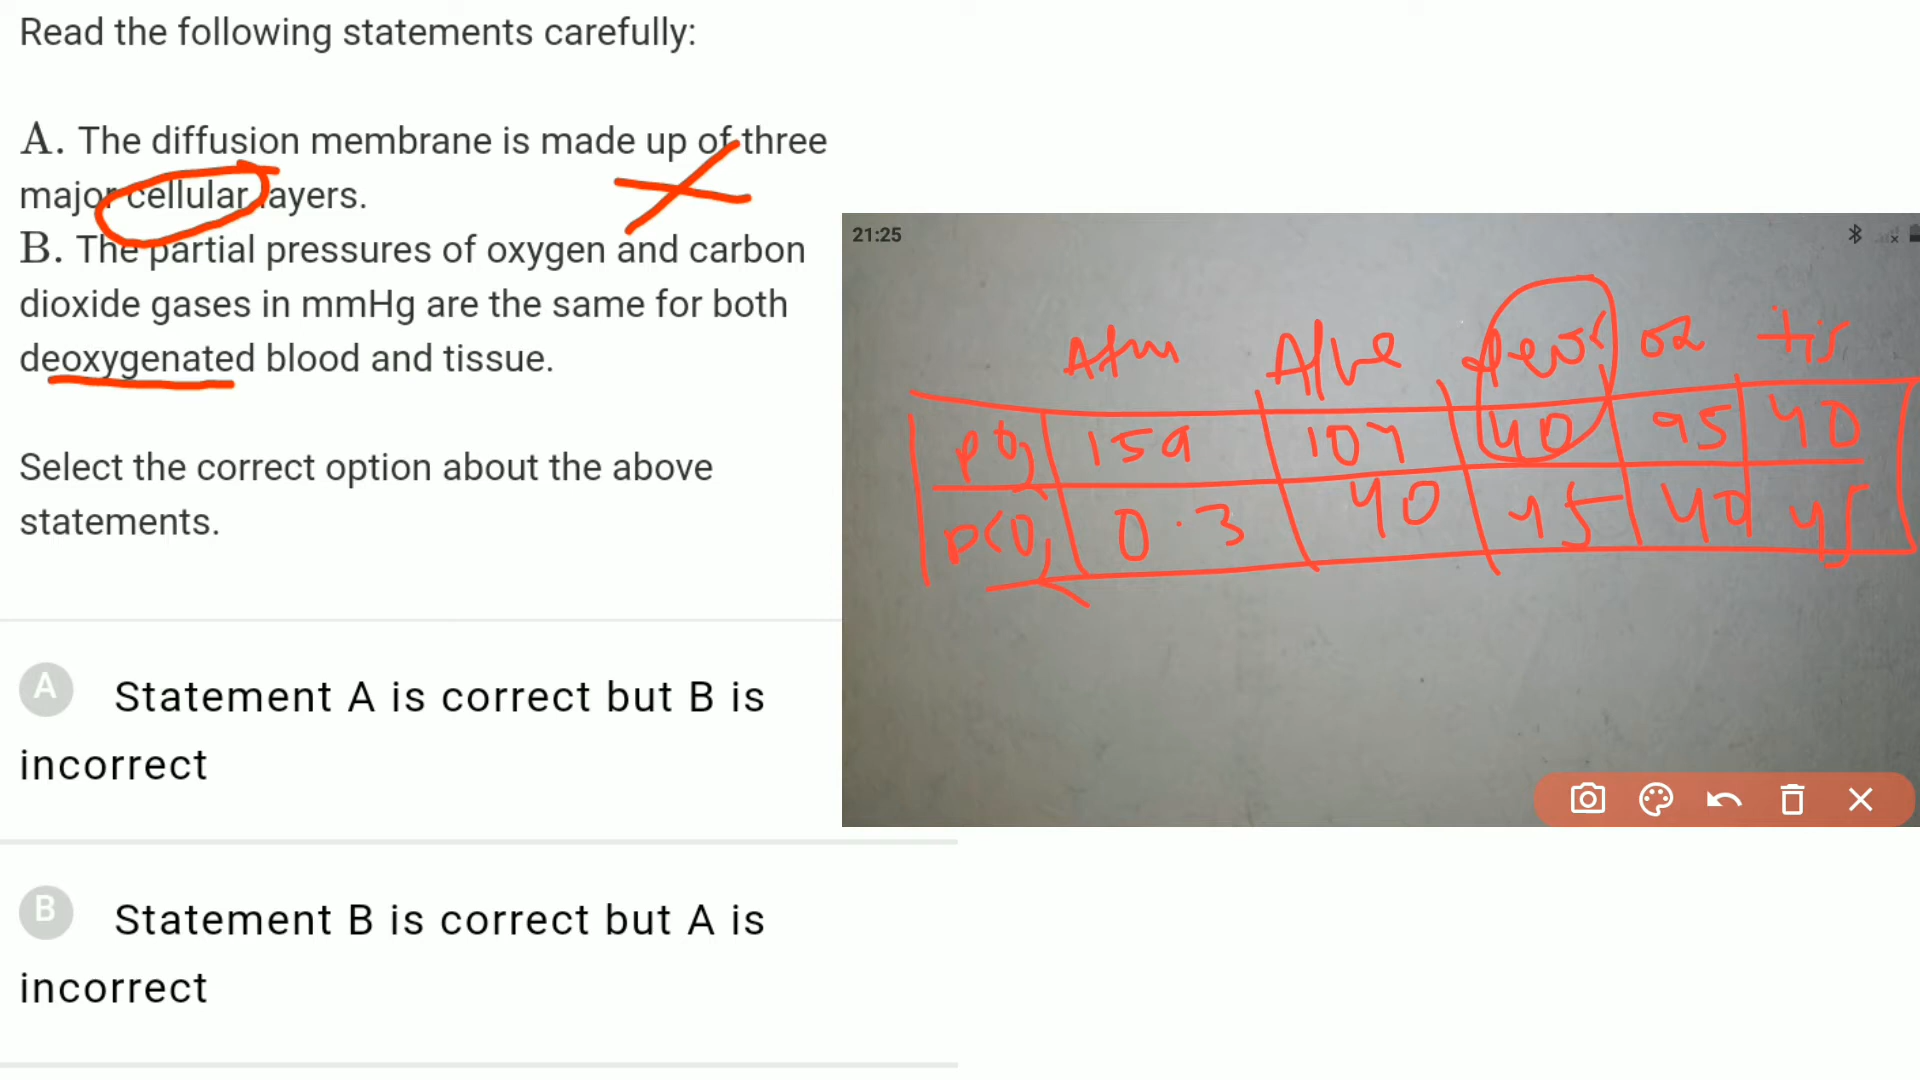 Read the following statements carefully:
A. The diffusion membrane is made up of three
major cellular layers.
B. The partial pressures of oxygen and carbon
dioxide gases in mmHg are the same for both
deoxygenated blood and tissue.
Select the correct option about the above
statements.
A Statement A is correct but B is
incorrect
B Statement B is correct but A is
incorrect
21:25
Atm Alve deox ox tis
pO2 159 104 40 95 40
pCO2 0.3 40 45 40 45